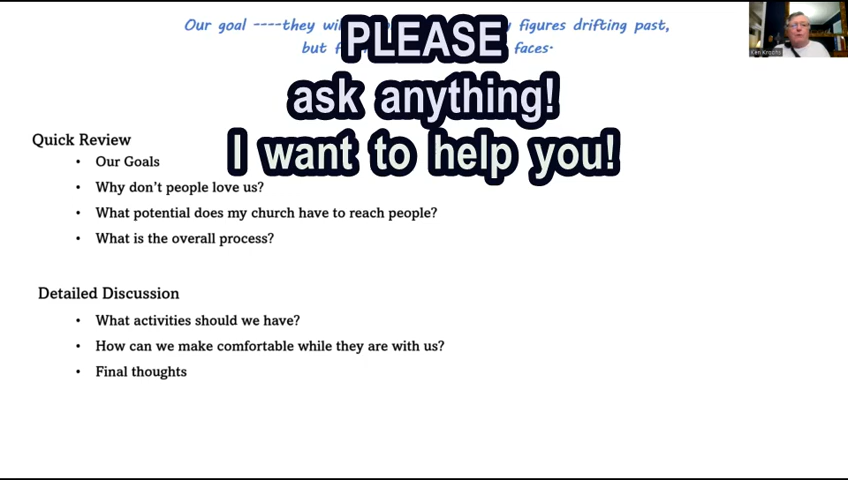 Our goal ----they wi figures drifting past,
but f faces.
PLEASE
ask anything!
I want to help you!
Quick Review
• Our Goals
• Why don't people love us?
• What potential does my church have to reach people?
• What is the overall process?
Detailed Discussion
• What activities should we have?
• How can we make comfortable while they are with us?
• Final thoughts